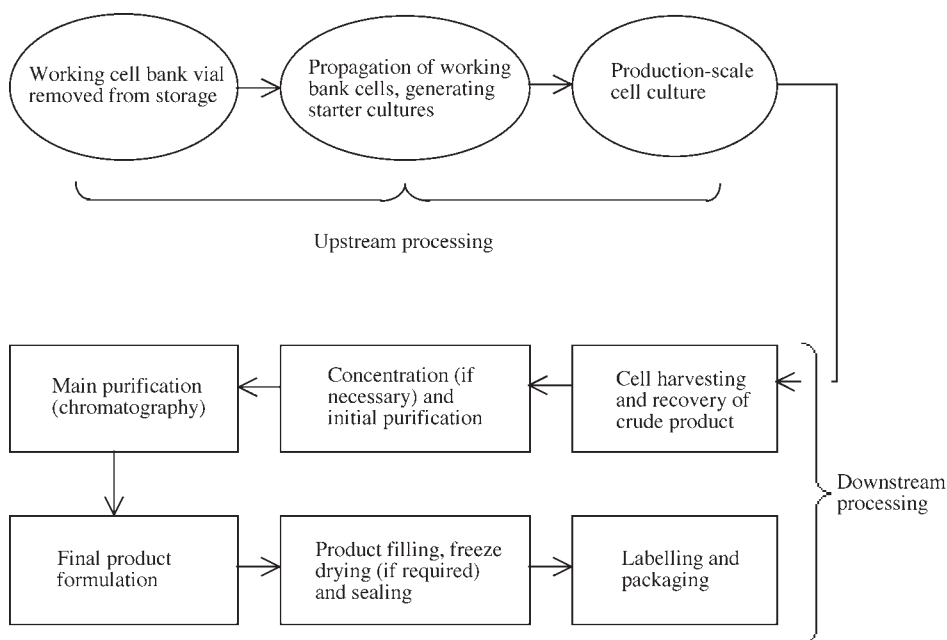 Working cell bank vial
removed from storage
Propagation of working
bank cells, generating
starter cultures
Production-scale
cell culture
Upstream processing
Main purification
(chromatography)
Concentration (if
necessary) and
initial purification
Cell harvesting
and recovery of
crude product
Downstream
processing
Final product
formulation
Product filling, freeze
drying (if required)
and sealing
Labelling and
packaging